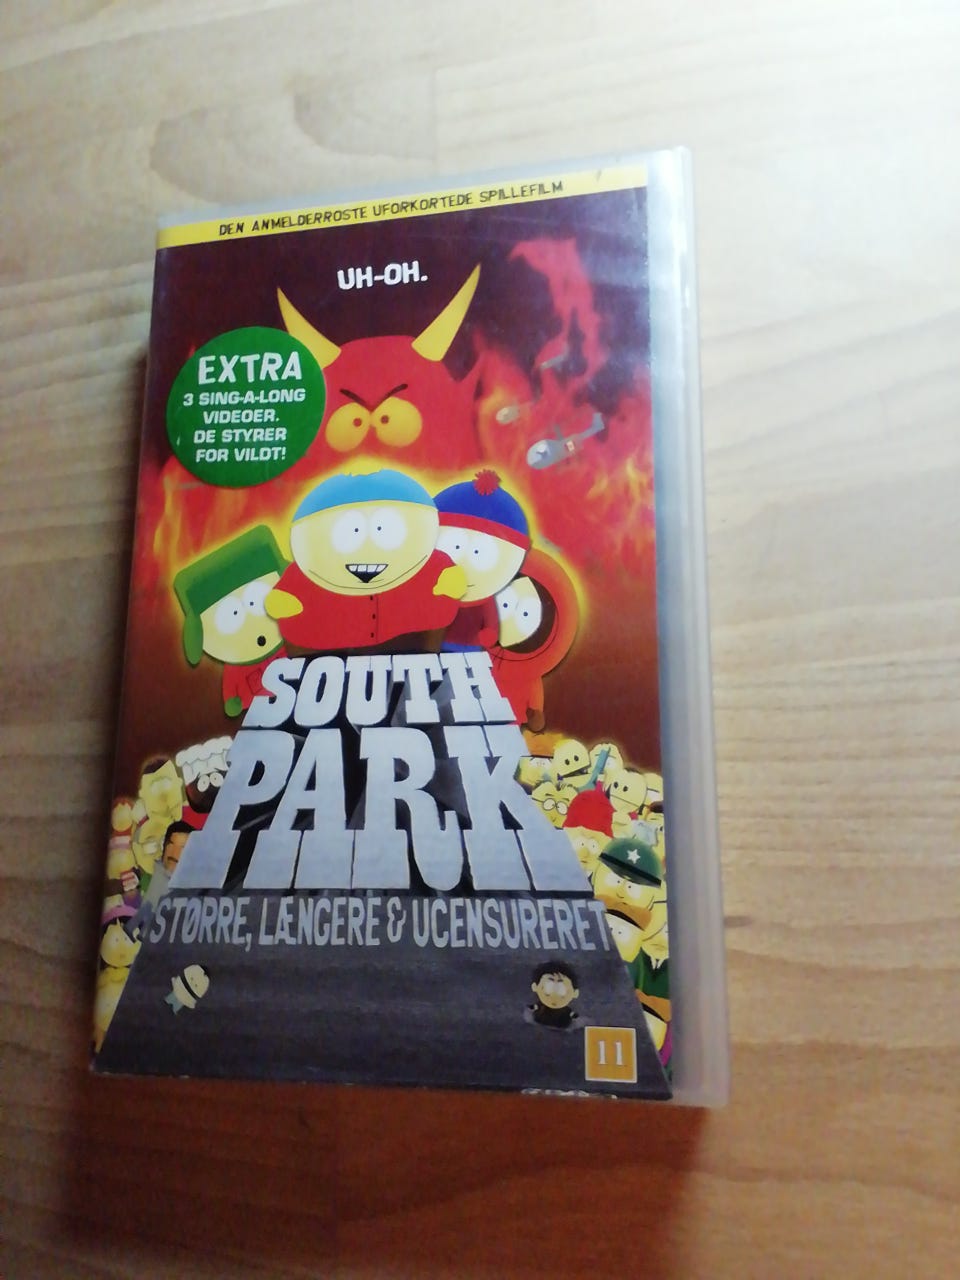 DEN ANMELDERROSTE UFORKORTEDE SPILLEFILM
UH-OH.
EXTRA
3 SING-A-LONG
VIDEOER.
DE STYRER
FOR VILDT!
SOUTH
PARK
STØRRE, LÆNGERE & UCENSURERET
11